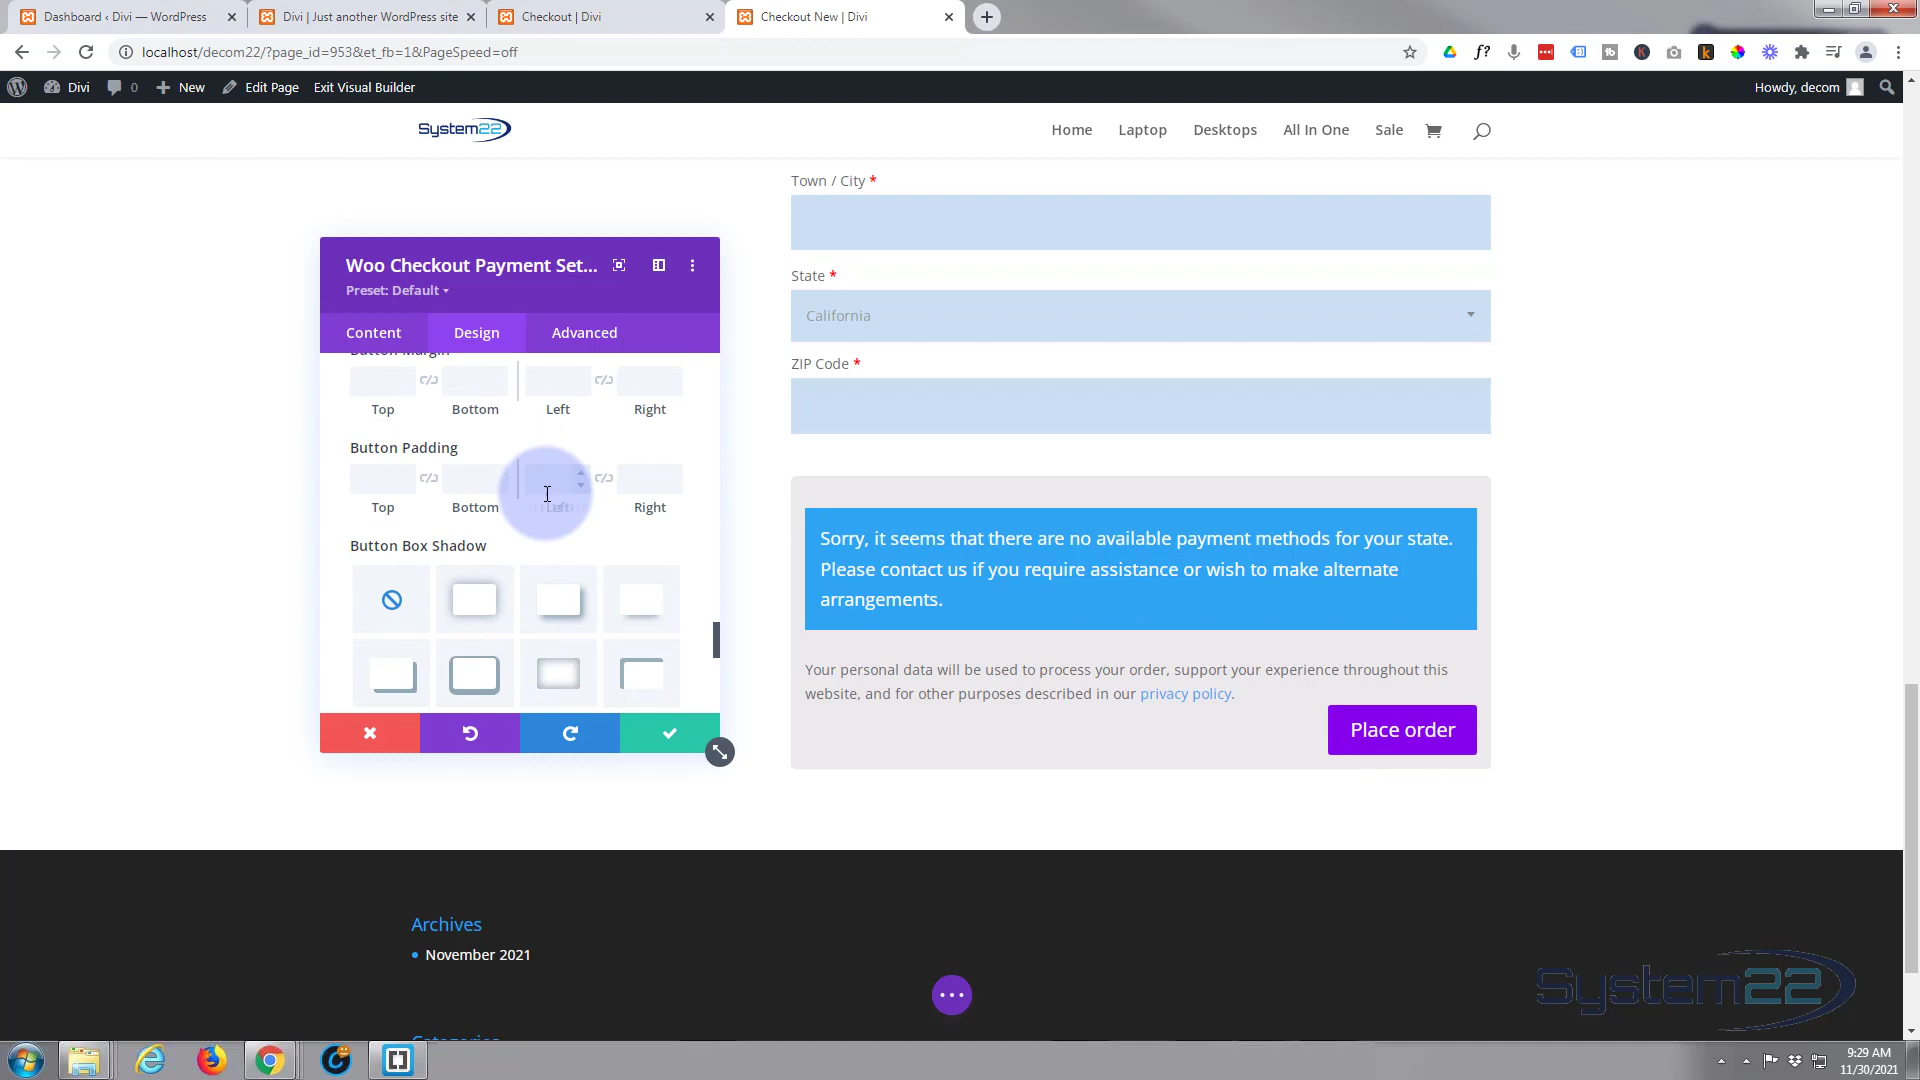 Dashboard ‹ Divi — WordPress
Divi | Just another WordPress site
Checkout | Divi
Checkout New | Divi
localhost/decom22/?page_id=953&et_fb=1&PageSpeed=off
Divi
0
New
Edit Page
Exit Visual Builder
Howdy, decom
System22
Home
Laptop
Desktops
All In One
Sale
Town / City *
State *
California
ZIP Code *
Woo Checkout Payment Set...
Preset: Default
Content
Design
Advanced
Button Margin
Top
Bottom
Left
Right
Button Padding
Top
Bottom
Left
Right
Button Box Shadow
Sorry, it seems that there are no available payment methods for your state.
Please contact us if you require assistance or wish to make alternate
arrangements.
Your personal data will be used to process your order, support your experience throughout this
website, and for other purposes described in our privacy policy.
Place order
Archives
November 2021
Categories
System22
9:29 AM
11/30/2021